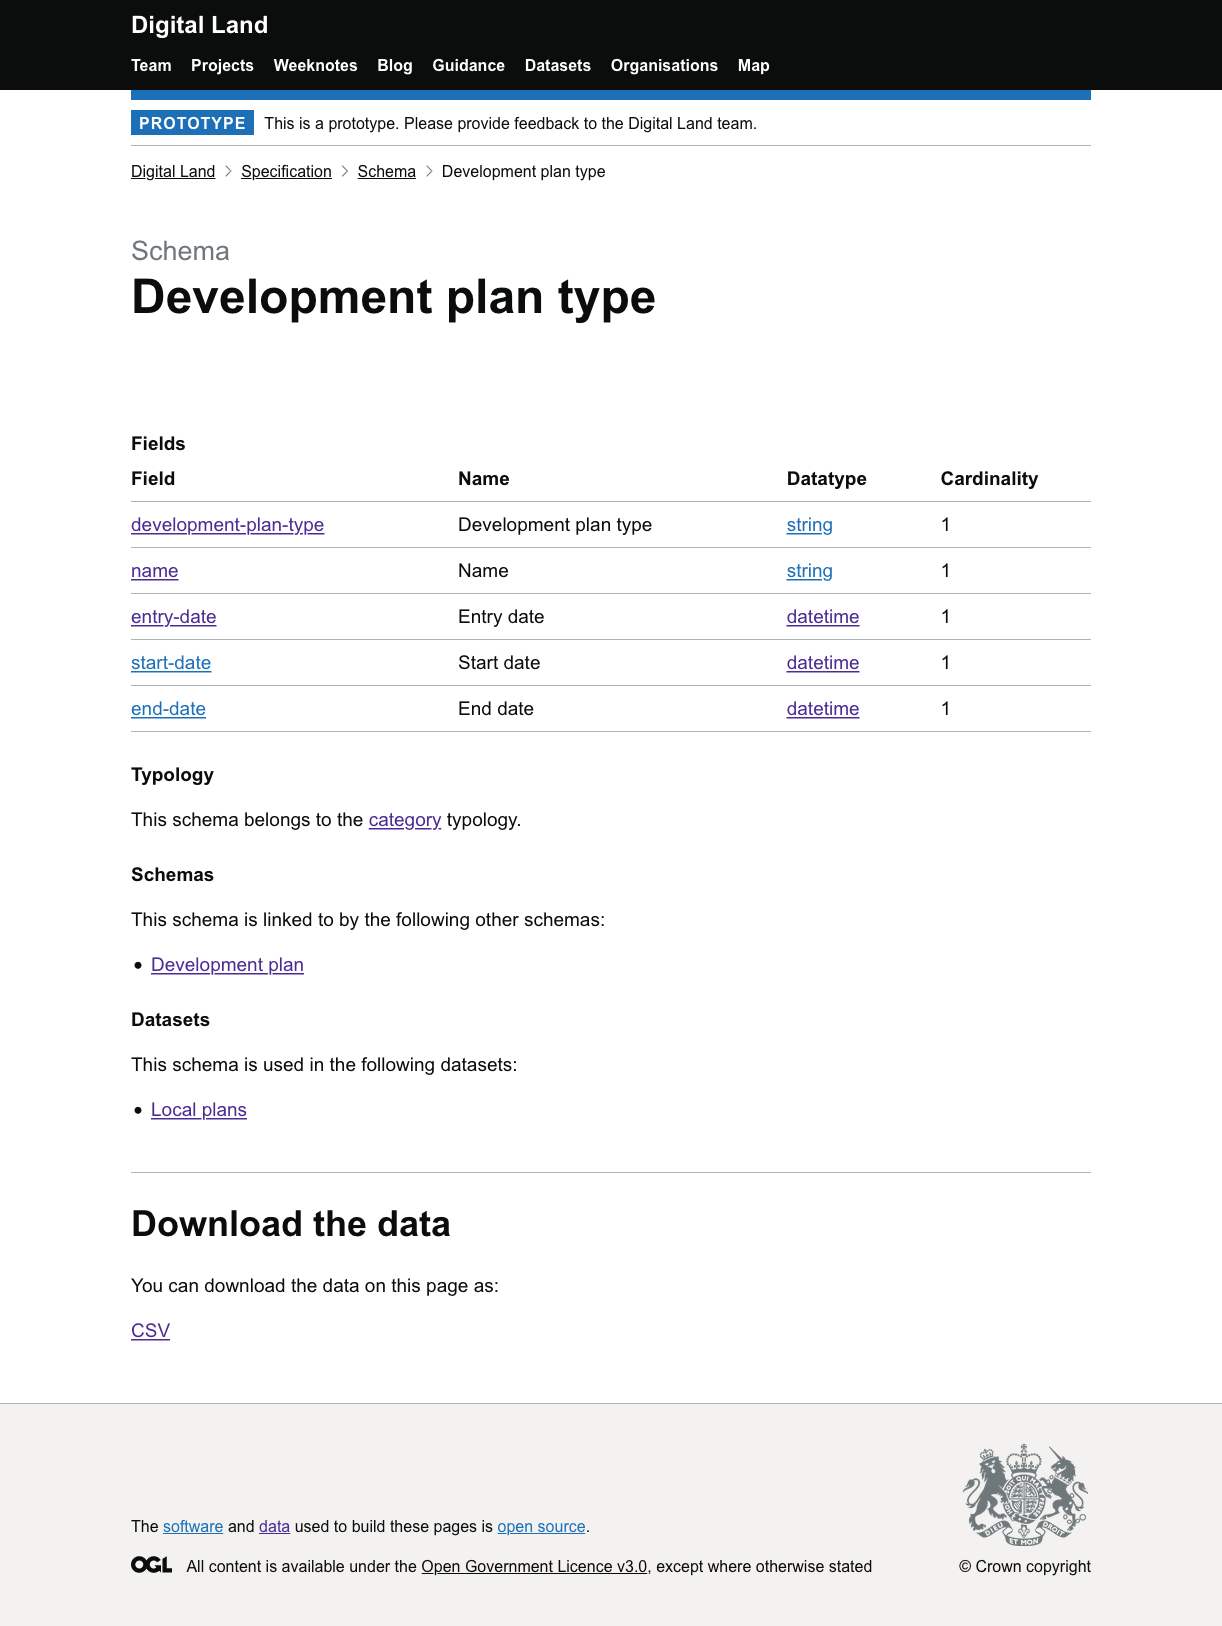 Digital Land
Team Projects Weeknotes Blog Guidance Datasets Organisations Map
PROTOTYPE This is a prototype. Please provide feedback to the Digital Land team.
Digital Land > Specification > Schema > Development plan type
Schema
Development plan type
Fields
Field Name Datatype Cardinality
development-plan-type Development plan type string 1
name Name string 1
entry-date Entry date datetime 1
start-date Start date datetime 1
end-date End date datetime 1
Typology
This schema belongs to the category typology.
Schemas
This schema is linked to by the following other schemas:
• Development plan
Datasets
This schema is used in the following datasets:
• Local plans
Download the data
You can download the data on this page as:
CSV
The software and data used to build these pages is open source.
OGL All content is available under the Open Government Licence v3.0, except where otherwise stated
DIEU ET MON DROIT
© Crown copyright